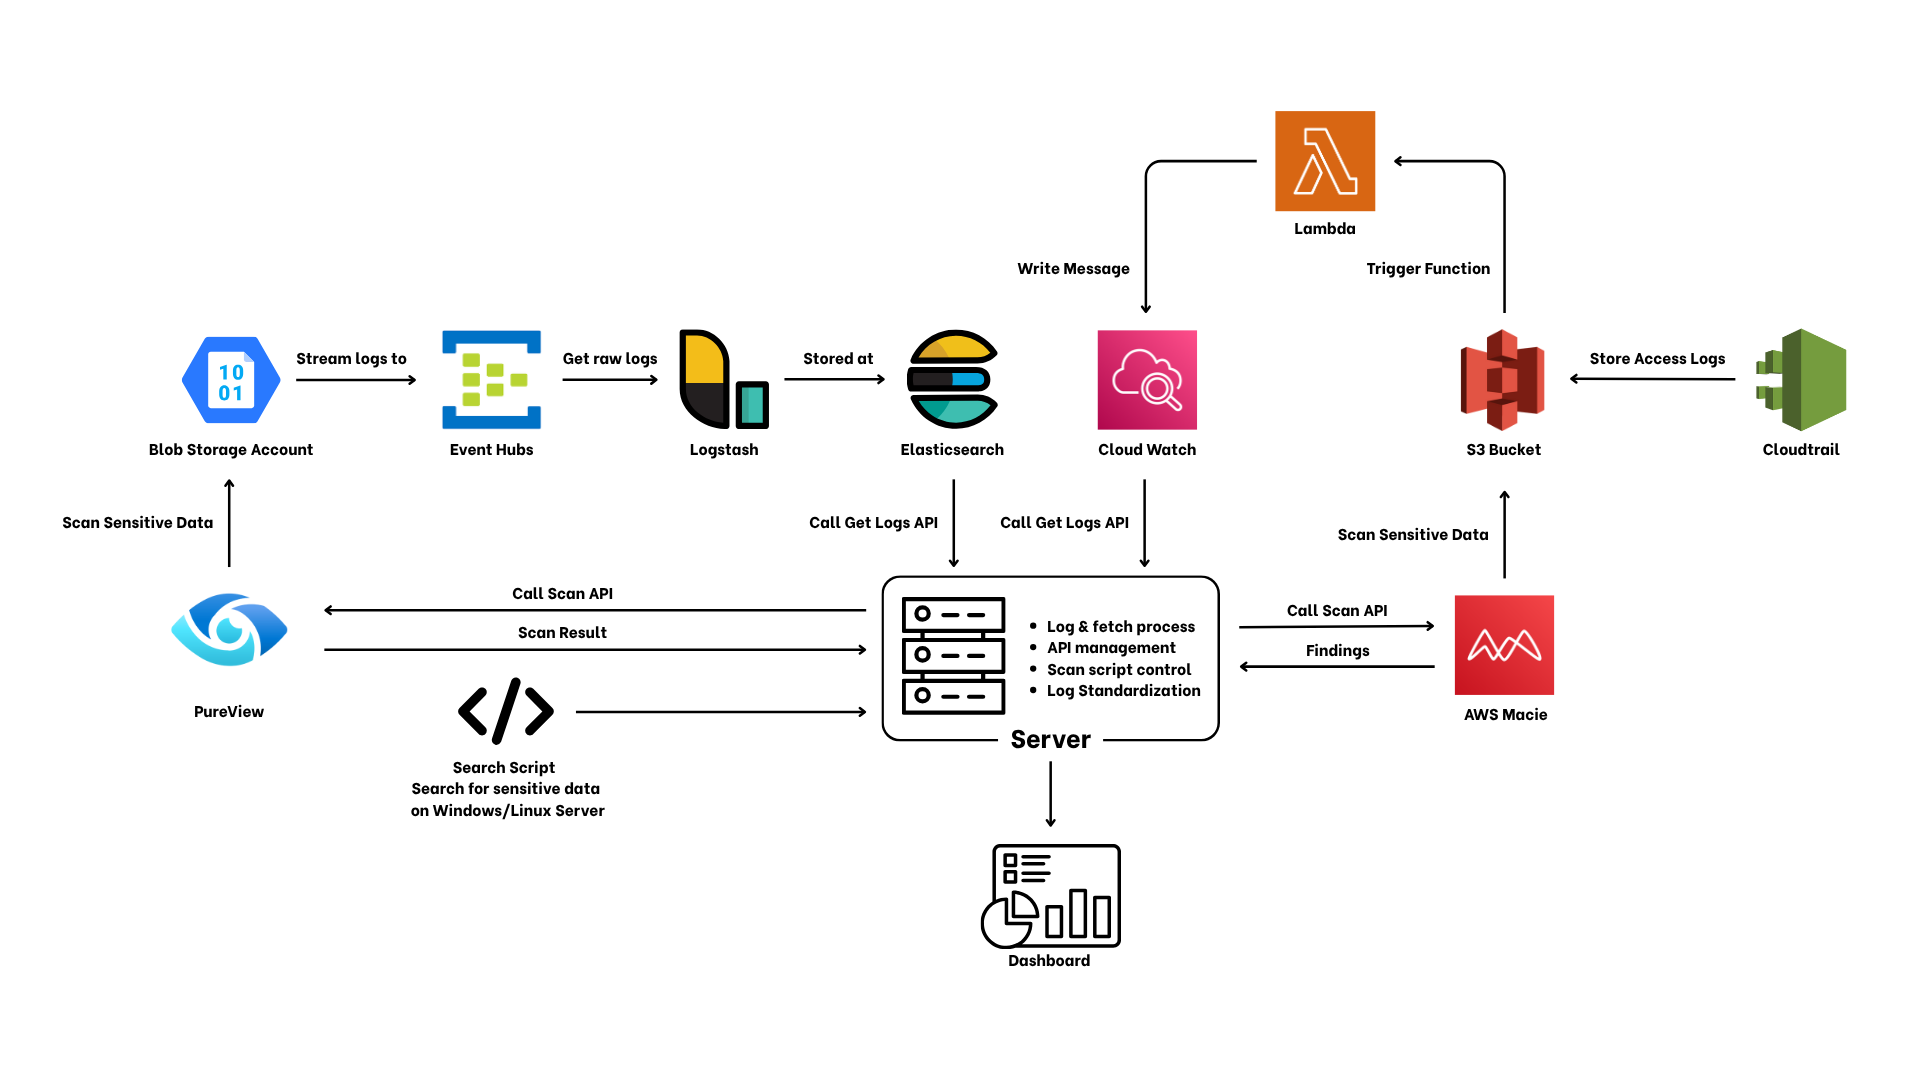 Lambda
Write Message
Trigger Function
Stream logs to
Get raw logs
Stored at
Store Access Logs
10
01
Blob Storage Account
Event Hubs
Logstash
Elasticsearch
Cloud Watch
S3 Bucket
Cloudtrail
Scan Sensitive Data
Call Get Logs API
Call Get Logs API
Scan Sensitive Data
Call Scan API
Scan Result
Call Scan API
Findings
Log & fetch process
API management
Scan script control
Log Standardization
Server
PureView
AWS Macie
Search Script
Search for sensitive data
on Windows/Linux Server
Dashboard